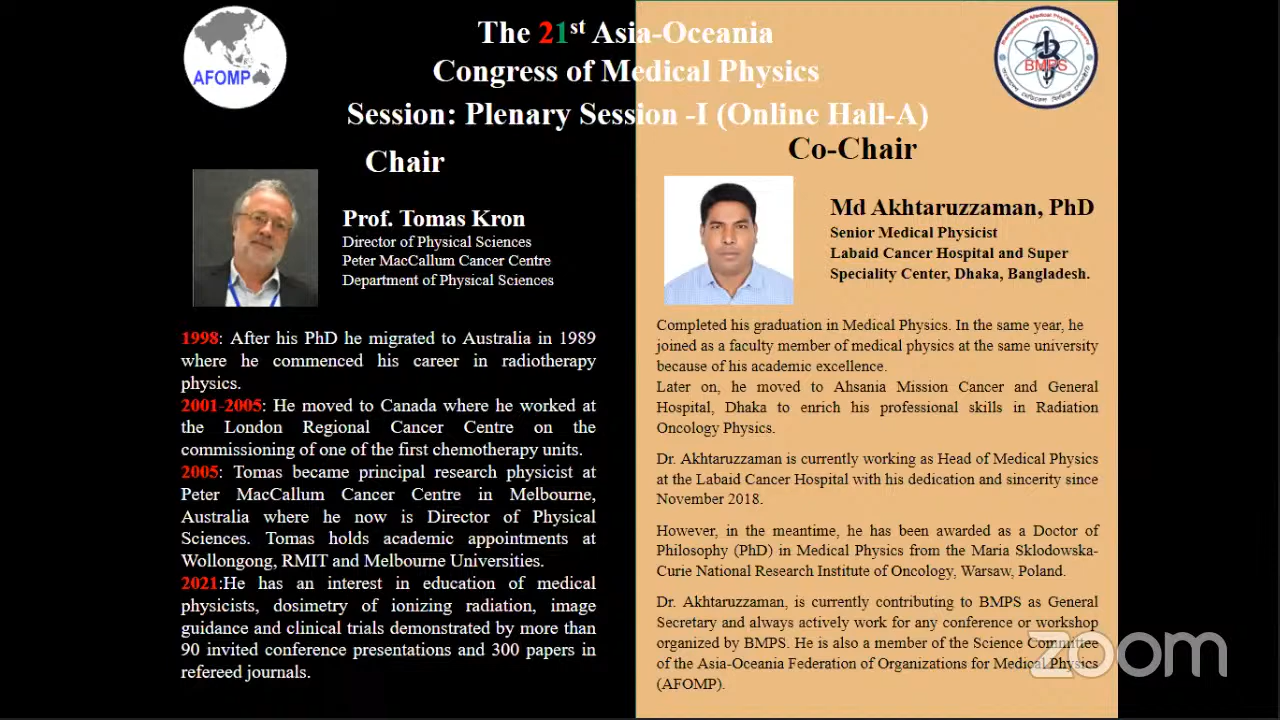 The 21st Asia-Oceania
Congress of Medical Physics
Session: Plenary Session -I (Online Hall-A)
AFOMP
Bangladesh Medical Physics Society
BMPS
Chair
Prof. Tomas Kron
Director of Physical Sciences
Peter MacCallum Cancer Centre
Department of Physical Sciences
1998: After his PhD he migrated to Australia in 1989
where he commenced his career in radiotherapy
physics.
2001-2005: He moved to Canada where he worked at
the London Regional Cancer Centre on the
commissioning of one of the first chemotherapy units.
2005: Tomas became principal research physicist at
Peter MacCallum Cancer Centre in Melbourne,
Australia where he now is Director of Physical
Sciences. Tomas holds academic appointments at
Wollongong, RMIT and Melbourne Universities.
2021:He has an interest in education of medical
physicists, dosimetry of ionizing radiation, image
guidance and clinical trials demonstrated by more than
90 invited conference presentations and 300 papers in
refereed journals.
Co-Chair
Md Akhtaruzzaman, PhD
Senior Medical Physicist
Labaid Cancer Hospital and Super
Speciality Center, Dhaka, Bangladesh.
Completed his graduation in Medical Physics. In the same year, he
joined as a faculty member of medical physics at the same university
because of his academic excellence.
Later on, he moved to Ahsania Mission Cancer and General
Hospital, Dhaka to enrich his professional skills in Radiation
Oncology Physics.
Dr. Akhtaruzzaman is currently working as Head of Medical Physics
at the Labaid Cancer Hospital with his dedication and sincerity since
November 2018.
However, in the meantime, he has been awarded as a Doctor of
Philosophy (PhD) in Medical Physics from the Maria Sklodowska-
Curie National Research Institute of Oncology, Warsaw, Poland.
Dr. Akhtaruzzaman, is currently contributing to BMPS as General
Secretary and always actively work for any conference or workshop
organized by BMPS. He is also a member of the Science Committee
of the Asia-Oceania Federation of Organizations for Medical Physics
(AFOMP).
zoom